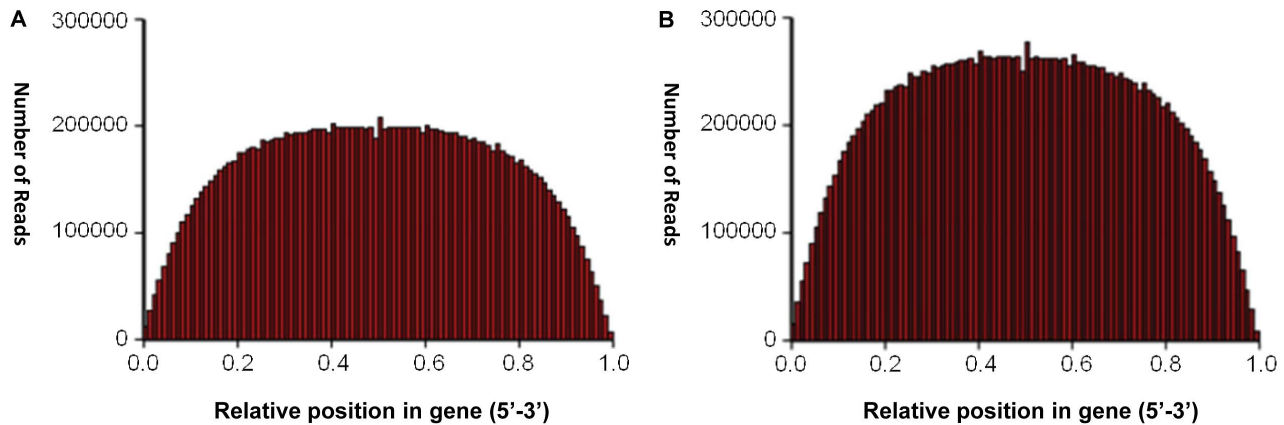 A
300000
200000
100000
0
Number of Reads
0.0 0.2 0.4 0.6 0.8 1.0
Relative position in gene (5’-3’)
B
300000
200000
100000
0
Number of Reads
0.0 0.2 0.4 0.6 0.8 1.0
Relative position in gene (5’-3’)